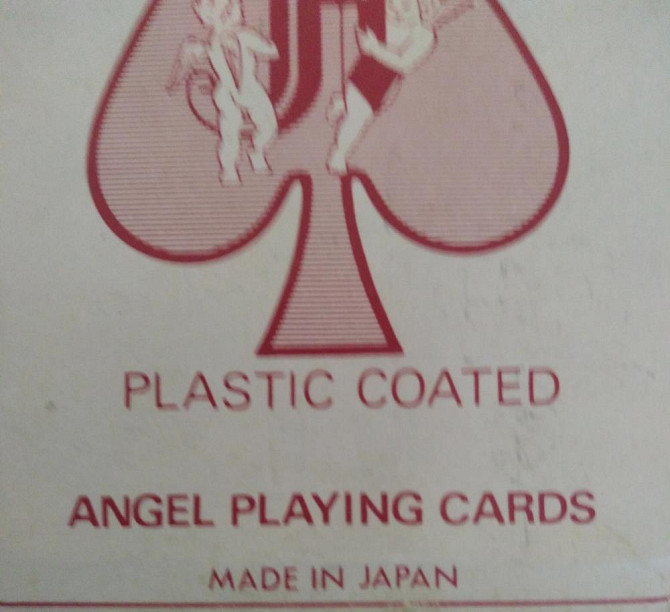 PLASTIC COATED
ANGEL PLAYING CARDS
MADE IN JAPAN